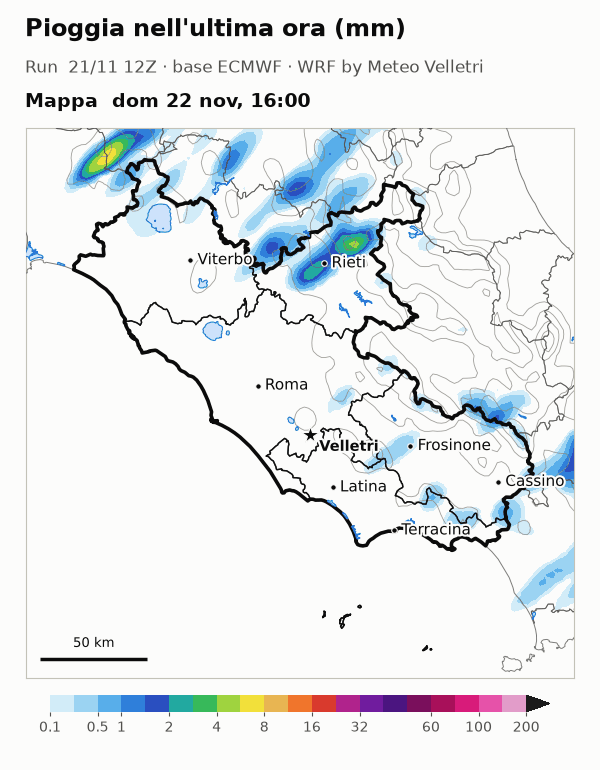 Pioggia nell'ultima ora (mm)
Run  21/11 12Z · base ECMWF · WRF by Meteo Velletri
Mappa  dom 22 nov, 16:00
Viterbo
Rieti
Roma
Velletri
Frosinone
Latina
Cassino
Terracina
50 km
0.1 0.5 1 2 4 8 16 32 60 100 200